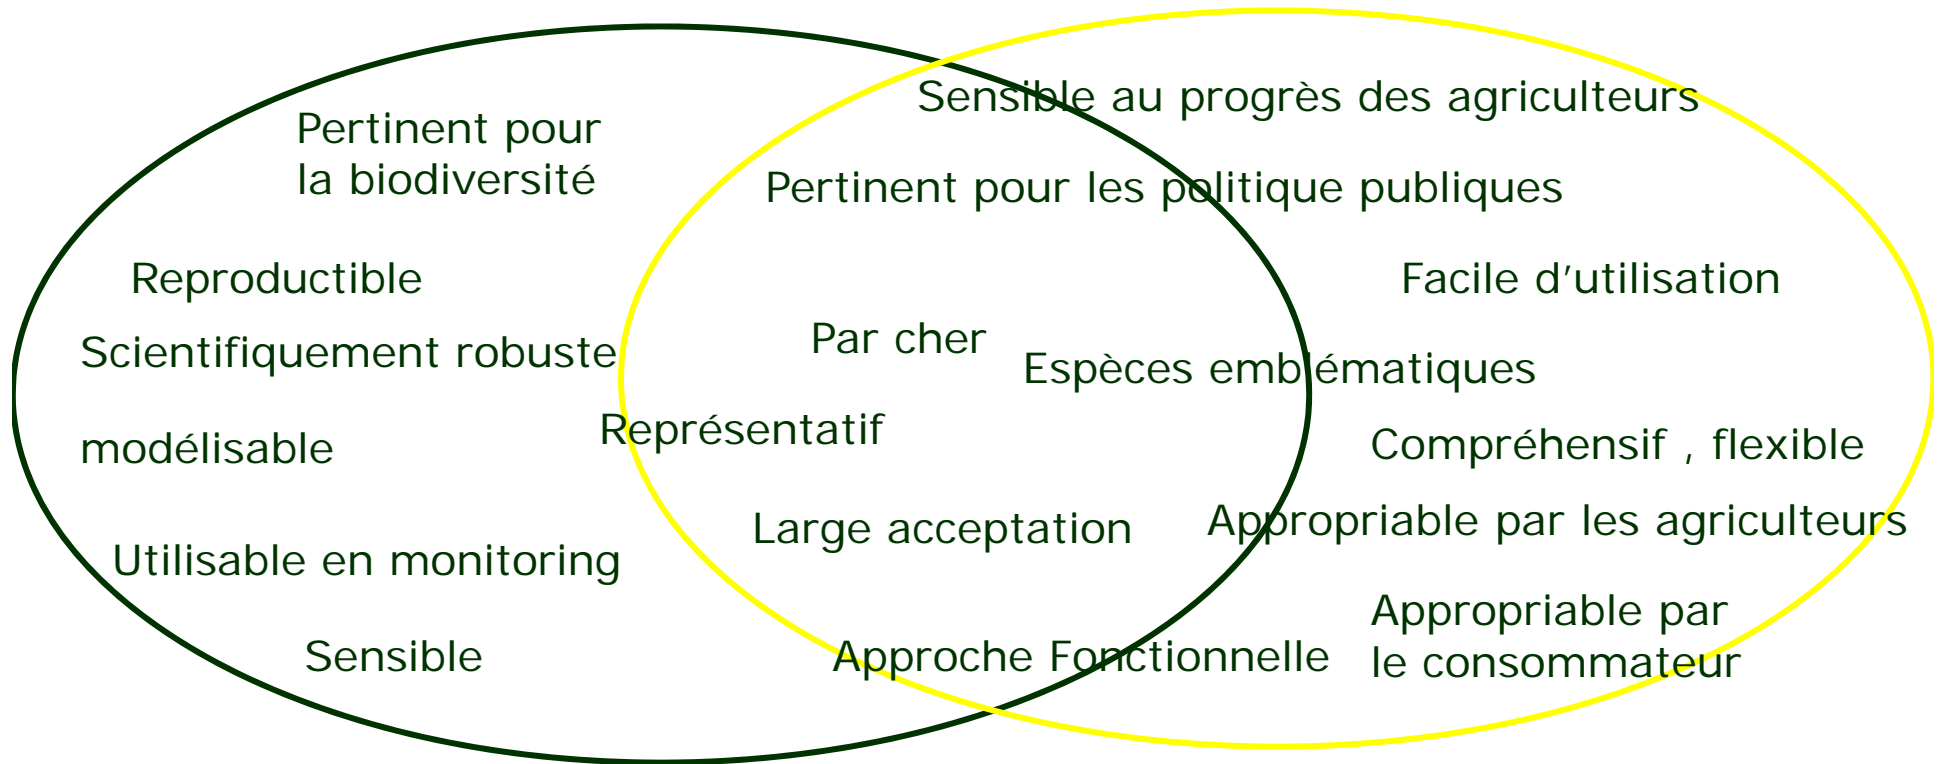 Sensible au progrès des agriculteurs
Pertinent pour
la biodiversité
Pertinent pour les politique publiques
Reproductible
Facile d’utilisation
Par cher
Scientifiquement robuste
Espèces emblématiques
Représentatif
modélisable
Compréhensif , flexible
Large acceptation
Appropriable par les agriculteurs
Utilisable en monitoring
Appropriable par
le consommateur
Sensible
Approche Fonctionnelle